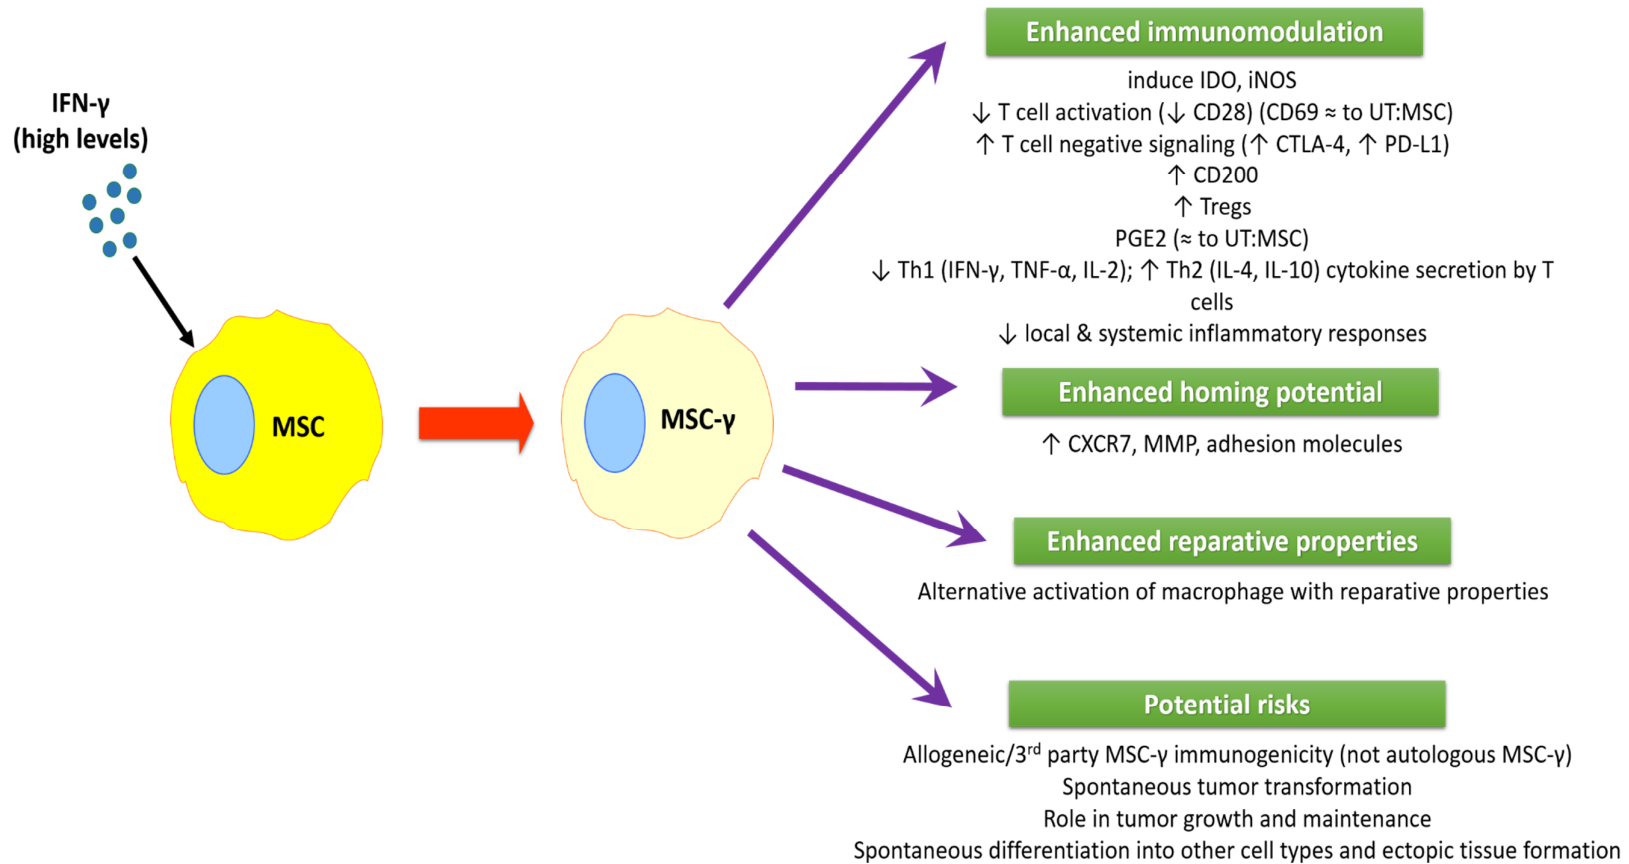 IFN-γ
(high levels)
MSC
MSC-γ
Enhanced immunomodulation
induce IDO, iNOS
↓ T cell activation (↓ CD28) (CD69 ≈ to UT:MSC)
↑ T cell negative signaling (↑ CTLA-4, ↑ PD-L1)
↑ CD200
↑ Tregs
PGE2 (≈ to UT:MSC)
↓ Th1 (IFN-γ, TNF-α, IL-2); ↑ Th2 (IL-4, IL-10) cytokine secretion by T
cells
↓ local & systemic inflammatory responses
Enhanced homing potential
↑ CXCR7, MMP, adhesion molecules
Enhanced reparative properties
Alternative activation of macrophage with reparative properties
Potential risks
Allogeneic/3rd party MSC-γ immunogenicity (not autologous MSC-γ)
Spontaneous tumor transformation
Role in tumor growth and maintenance
Spontaneous differentiation into other cell types and ectopic tissue formation